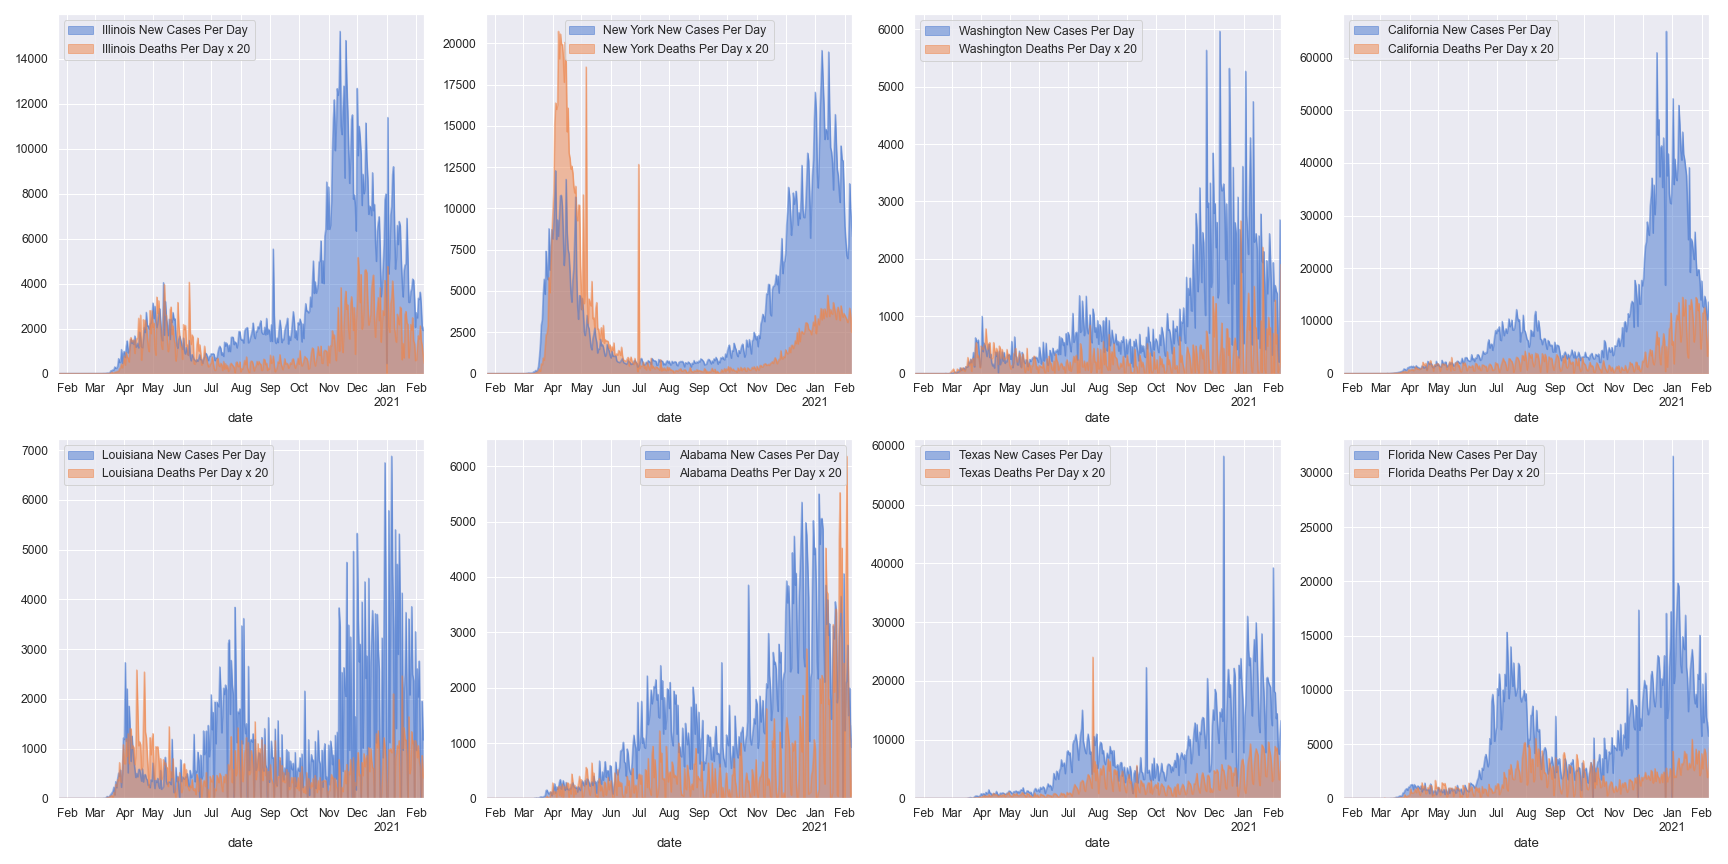 Illinois New Cases Per Day
Illinois Deaths Per Day x 20
14000
12000
10000
8000
6000
4000
2000
0
Feb Mar Apr May Jun Jul Aug Sep Oct Nov Dec Jan Feb
2021
date
New York New Cases Per Day
New York Deaths Per Day x 20
20000
17500
15000
12500
10000
7500
5000
2500
0
Feb Mar Apr May Jun Jul Aug Sep Oct Nov Dec Jan Feb
2021
date
Washington New Cases Per Day
Washington Deaths Per Day x 20
6000
5000
4000
3000
2000
1000
0
Feb Mar Apr May Jun Jul Aug Sep Oct Nov Dec Jan Feb
2021
date
California New Cases Per Day
California Deaths Per Day x 20
60000
50000
40000
30000
20000
10000
0
Feb Mar Apr May Jun Jul Aug Sep Oct Nov Dec Jan Feb
2021
date
Louisiana New Cases Per Day
Louisiana Deaths Per Day x 20
7000
6000
5000
4000
3000
2000
1000
0
Feb Mar Apr May Jun Jul Aug Sep Oct Nov Dec Jan Feb
2021
date
Alabama New Cases Per Day
Alabama Deaths Per Day x 20
6000
5000
4000
3000
2000
1000
0
Feb Mar Apr May Jun Jul Aug Sep Oct Nov Dec Jan Feb
2021
date
Texas New Cases Per Day
Texas Deaths Per Day x 20
60000
50000
40000
30000
20000
10000
0
Feb Mar Apr May Jun Jul Aug Sep Oct Nov Dec Jan Feb
2021
date
Florida New Cases Per Day
Florida Deaths Per Day x 20
30000
25000
20000
15000
10000
5000
0
Feb Mar Apr May Jun Jul Aug Sep Oct Nov Dec Jan Feb
2021
date